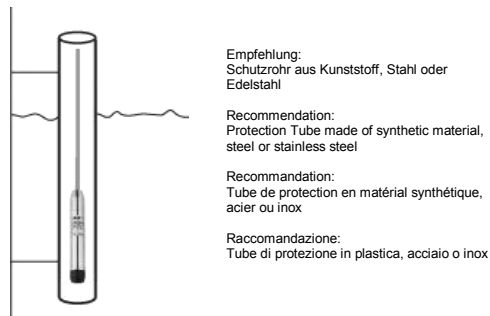 Empfehlung:
Schutzrohr aus Kunststoff, Stahl oder
Edelstahl
Recommendation:
Protection Tube made of synthetic material,
steel or stainless steel
Recommandation:
Tube de protection en matérial synthétique,
acier ou inox
Raccomandazione:
Tube di protezione in plastica, acciaio o inox